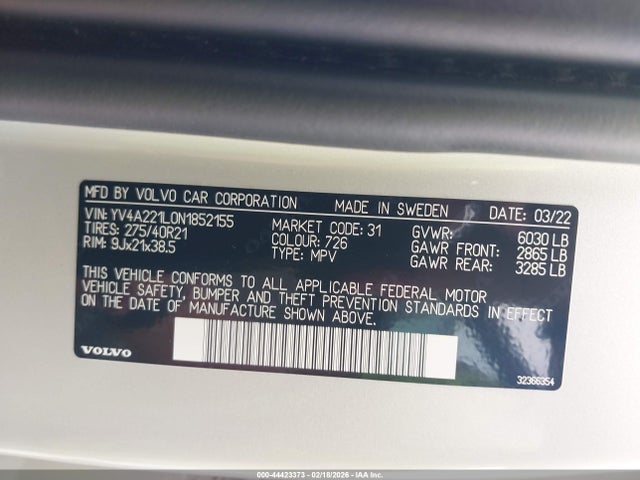 MFD BY VOLVO CAR CORPORATION MADE IN SWEDEN DATE: 03/22
VIN: YV4A221L0N1852155 MARKET CODE: 31 GVWR: 6030 LB
TIRES: 275/40R21 COLOUR: 726 GAWR FRONT: 2865 LB
RIM: 9Jx21x38.5 TYPE: MPV GAWR REAR: 3285 LB
THIS VEHICLE CONFORMS TO ALL APPLICABLE FEDERAL MOTOR
VEHICLE SAFETY, BUMPER AND THEFT PREVENTION STANDARDS IN EFFECT
ON THE DATE OF MANUFACTURE SHOWN ABOVE.
VOLVO
32366354
000-44423373 - 02/18/2026 - IAA Inc.